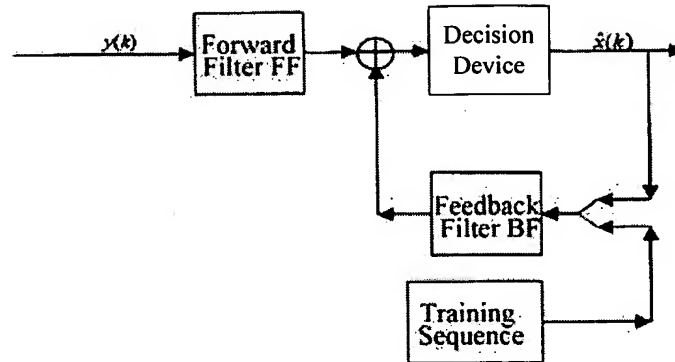 y(k)
Forward
Filter FF
Decision
Device
x̂(k)
Feedback
Filter BF
Training
Sequence